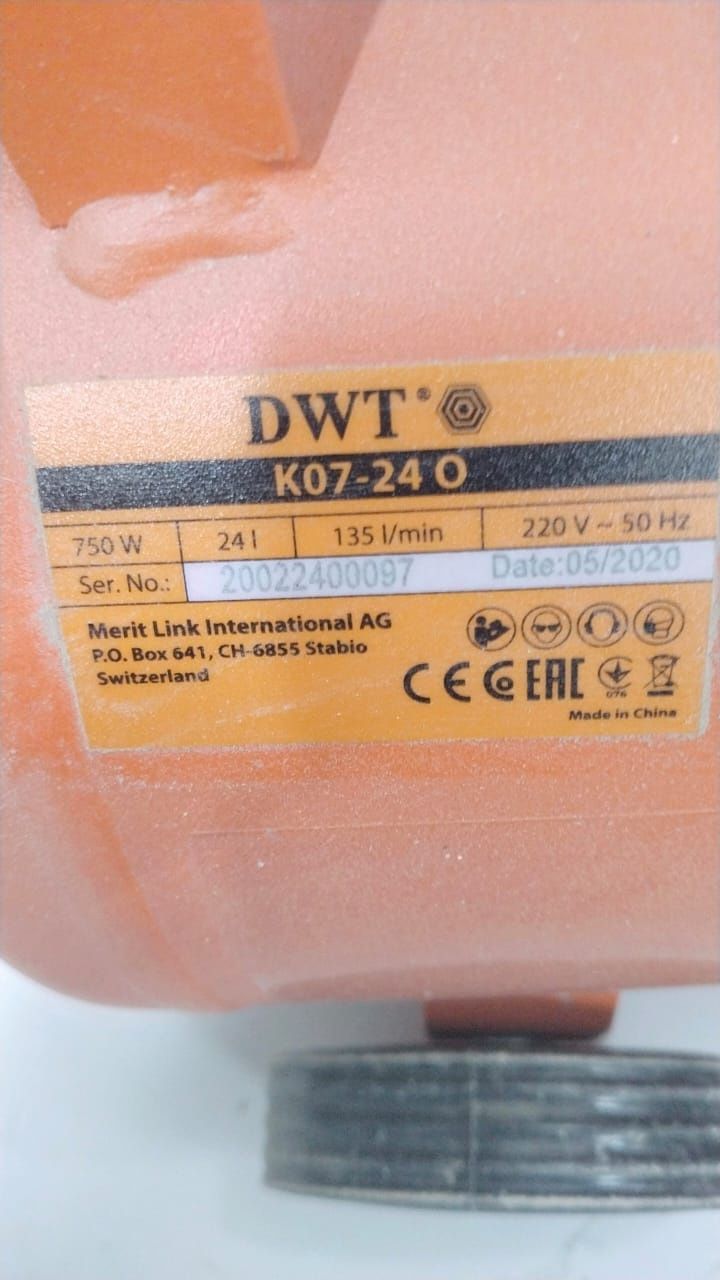 DWT®
K07-24 O
750 W 24 l 135 l/min 220 V ~ 50 Hz
Ser. No.: 20022400097 Date:05/2020
Merit Link International AG
P.O. Box 641, CH-6855 Stabio
Switzerland
CE EAC
076
Made in China